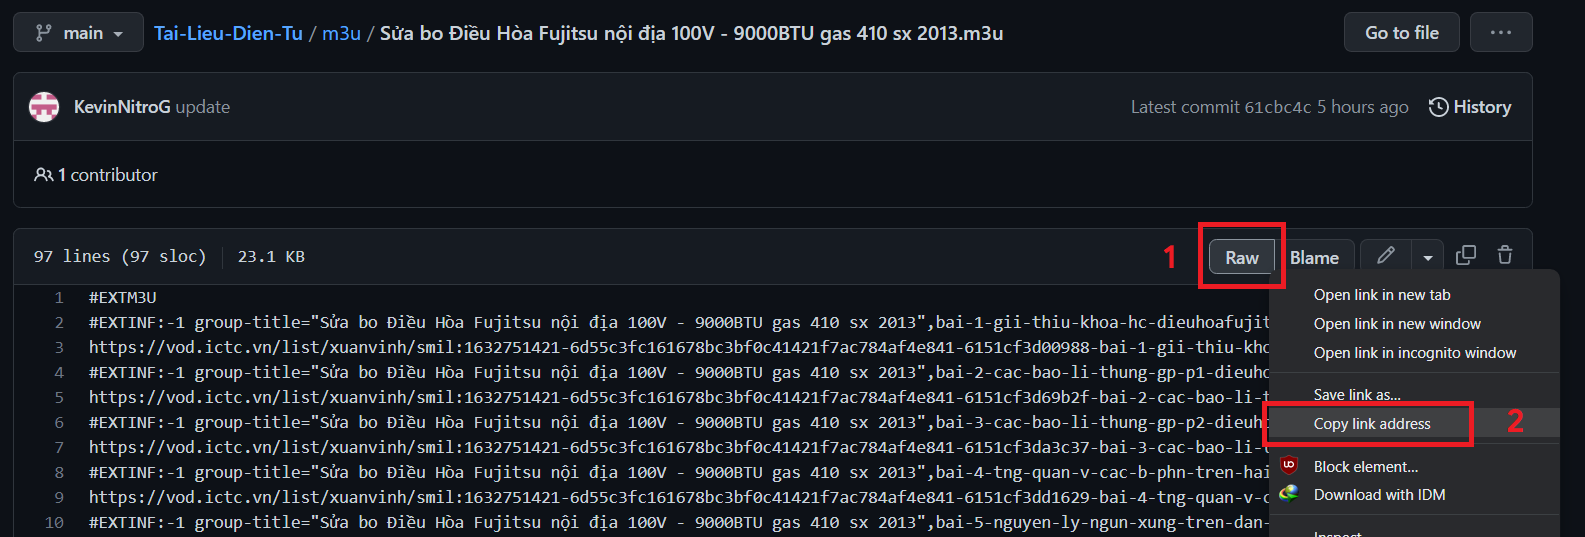 main Tai-Lieu-Dien-Tu / m3u / Sửa bo Điều Hòa Fujitsu nội địa 100V - 9000BTU gas 410 sx 2013.m3u Go to file ...
KevinNitroG update Latest commit 61cbc4c 5 hours ago History
1 contributor
97 lines (97 sloc) 23.1 KB 1 Raw Blame
1 #EXTM3U
2 #EXTINF:-1 group-title="Sửa bo Điều Hòa Fujitsu nội địa 100V - 9000BTU gas 410 sx 2013",bai-1-gii-thiu-khoa-hc-dieuhoafujit
3 https://vod.ictc.vn/list/xuanvinh/smil:1632751421-6d55c3fc161678bc3bf0c41421f7ac784af4e841-6151cf3d00988-bai-1-gii-thiu-kho
4 #EXTINF:-1 group-title="Sửa bo Điều Hòa Fujitsu nội địa 100V - 9000BTU gas 410 sx 2013",bai-2-cac-bao-li-thung-gp-p1-dieuho
5 https://vod.ictc.vn/list/xuanvinh/smil:1632751421-6d55c3fc161678bc3bf0c41421f7ac784af4e841-6151cf3d69b2f-bai-2-cac-bao-li-t
6 #EXTINF:-1 group-title="Sửa bo Điều Hòa Fujitsu nội địa 100V - 9000BTU gas 410 sx 2013",bai-3-cac-bao-li-thung-gp-p2-dieuh
7 https://vod.ictc.vn/list/xuanvinh/smil:1632751421-6d55c3fc161678bc3bf0c41421f7ac784af4e841-6151cf3da3c37-bai-3-cac-bao-li-
8 #EXTINF:-1 group-title="Sửa bo Điều Hòa Fujitsu nội địa 100V - 9000BTU gas 410 sx 2013",bai-4-tng-quan-v-cac-b-phn-tren-hai
9 https://vod.ictc.vn/list/xuanvinh/smil:1632751421-6d55c3fc161678bc3bf0c41421f7ac784af4e841-6151cf3dd1629-bai-4-tng-quan-v-c
10 #EXTINF:-1 group-title="Sửa bo Điều Hòa Fujitsu nội địa 100V - 9000BTU gas 410 sx 2013",bai-5-nguyen-ly-ngun-xung-tren-dan-
Open link in new tab
Open link in new window
Open link in incognito window
Save link as...
Copy link address 2
Block element...
Download with IDM
Inspect